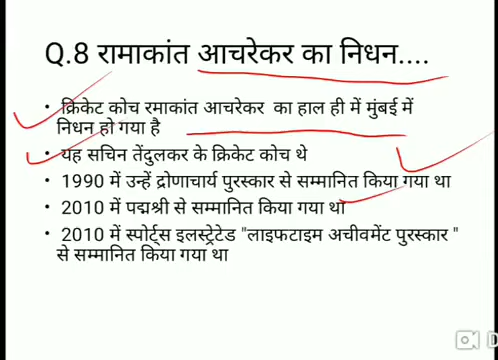 Q.8 रामाकांत आचरेकर का निधन....
• क्रिकेट कोच रमाकांत आचरेकर का हाल ही में मुंबई में
निधन हो गया है
• यह सचिन तेंदुलकर के क्रिकेट कोच थे
• 1990 में उन्हें द्रोणाचार्य पुरस्कार से सम्मानित किया गया था
• 2010 में पद्मश्री से सम्मानित किया गया था
• 2010 में स्पोर्ट्स इलस्ट्रेटेड "लाइफटाइम अचीवमेंट पुरस्कार "
से सम्मानित किया गया था